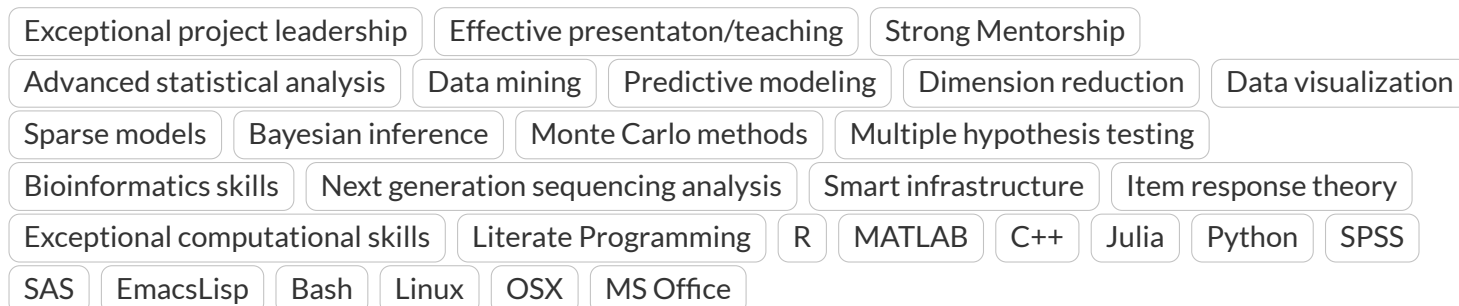 Exceptional project leadership Effective presentaton/teaching Strong Mentorship
Advanced statistical analysis Data mining Predictive modeling Dimension reduction Data visualization
Sparse models Bayesian inference Monte Carlo methods Multiple hypothesis testing
Bioinformatics skills Next generation sequencing analysis Smart infrastructure Item response theory
Exceptional computational skills Literate Programming R MATLAB C++ Julia Python SPSS
SAS EmacsLisp Bash Linux OSX MS Office